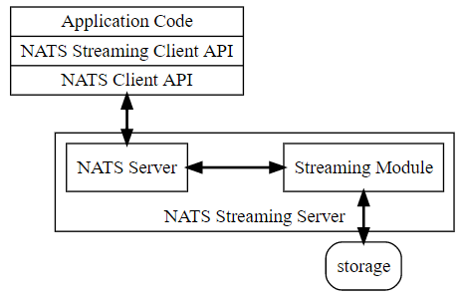 Application Code
NATS Streaming Client API
NATS Client API
NATS Server
Streaming Module
NATS Streaming Server
storage